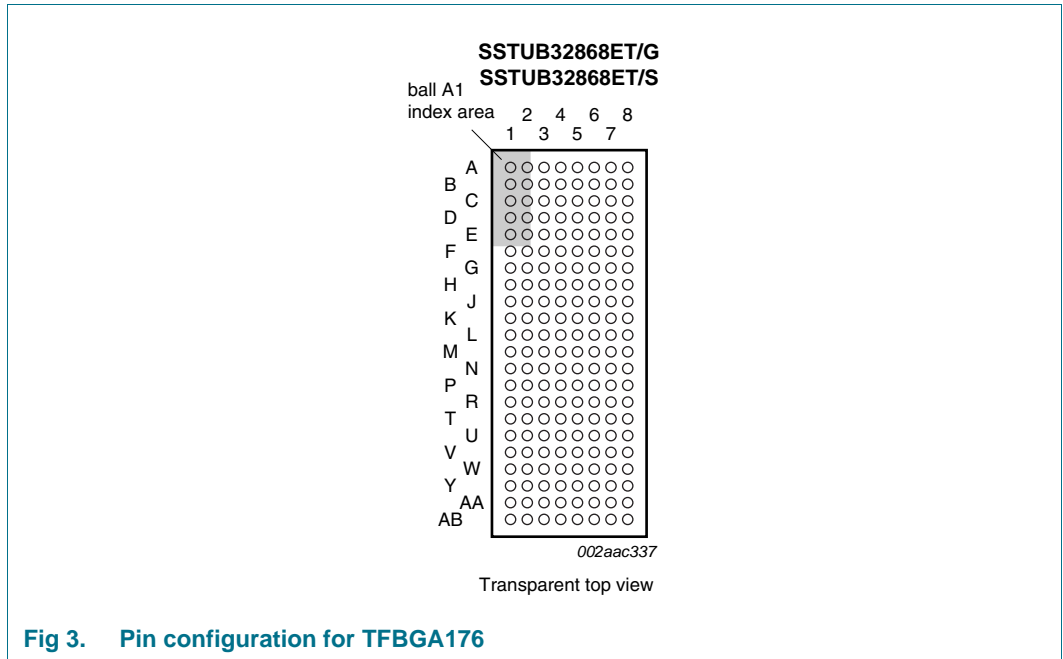 SSTUB32868ET/G
SSTUB32868ET/S
ball A1
index area
2 4 6 8
1 3 5 7
A
B
C
D
E
F
G
H
J
K
L
M
N
P
R
T
U
V
W
Y
AA
AB
002aac337
Transparent top view
Fig 3. Pin configuration for TFBGA176